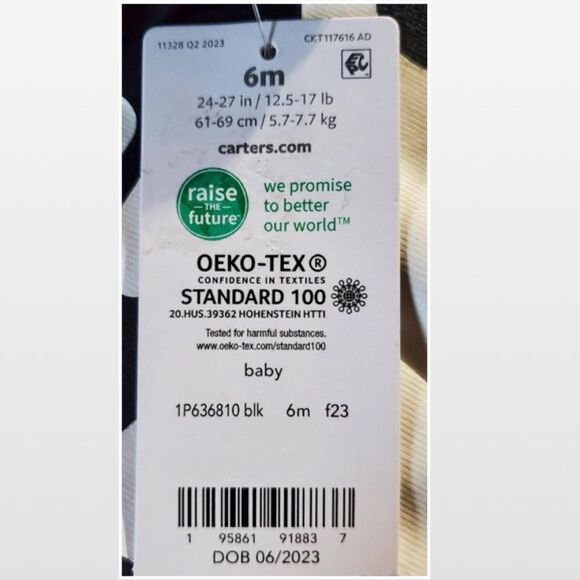 11328 Q2 2023
CKT117616 AD
6m
24-27 in / 12.5-17 lb
61-69 cm / 5.7-7.7 kg
carters.com
raise
THE
future™
we promise
to better
our world™
OEKO-TEX®
CONFIDENCE IN TEXTILES
STANDARD 100
20.HUS.39362 HOHENSTEIN HTTI
Tested for harmful substances.
www.oeko-tex.com/standard100
baby
1P636810 blk 6m f23
1 95861 91883 7
DOB 06/2023